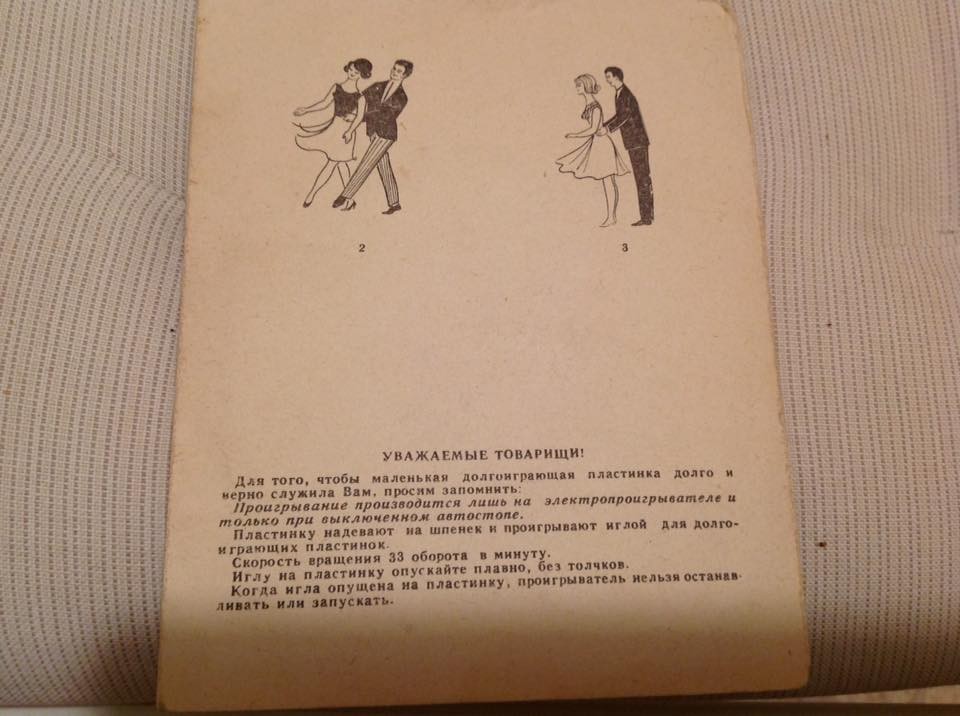 2
3
УВАЖАЕМЫЕ ТОВАРИЩИ!
Для того, чтобы маленькая долгоиграющая пластинка долго и
верно служила Вам, просим запомнить:
Проигрывание производится лишь на электропроигрывателе и
только при выключенном автостопе.
Пластинку надевают на шпенек и проигрывают иглой для долго-
играющих пластинок.
Скорость вращения 33 оборота в минуту.
Иглу на пластинку опускайте плавно, без толчков.
Когда игла опущена на пластинку, проигрыватель нельзя останав-
ливать или запускать.